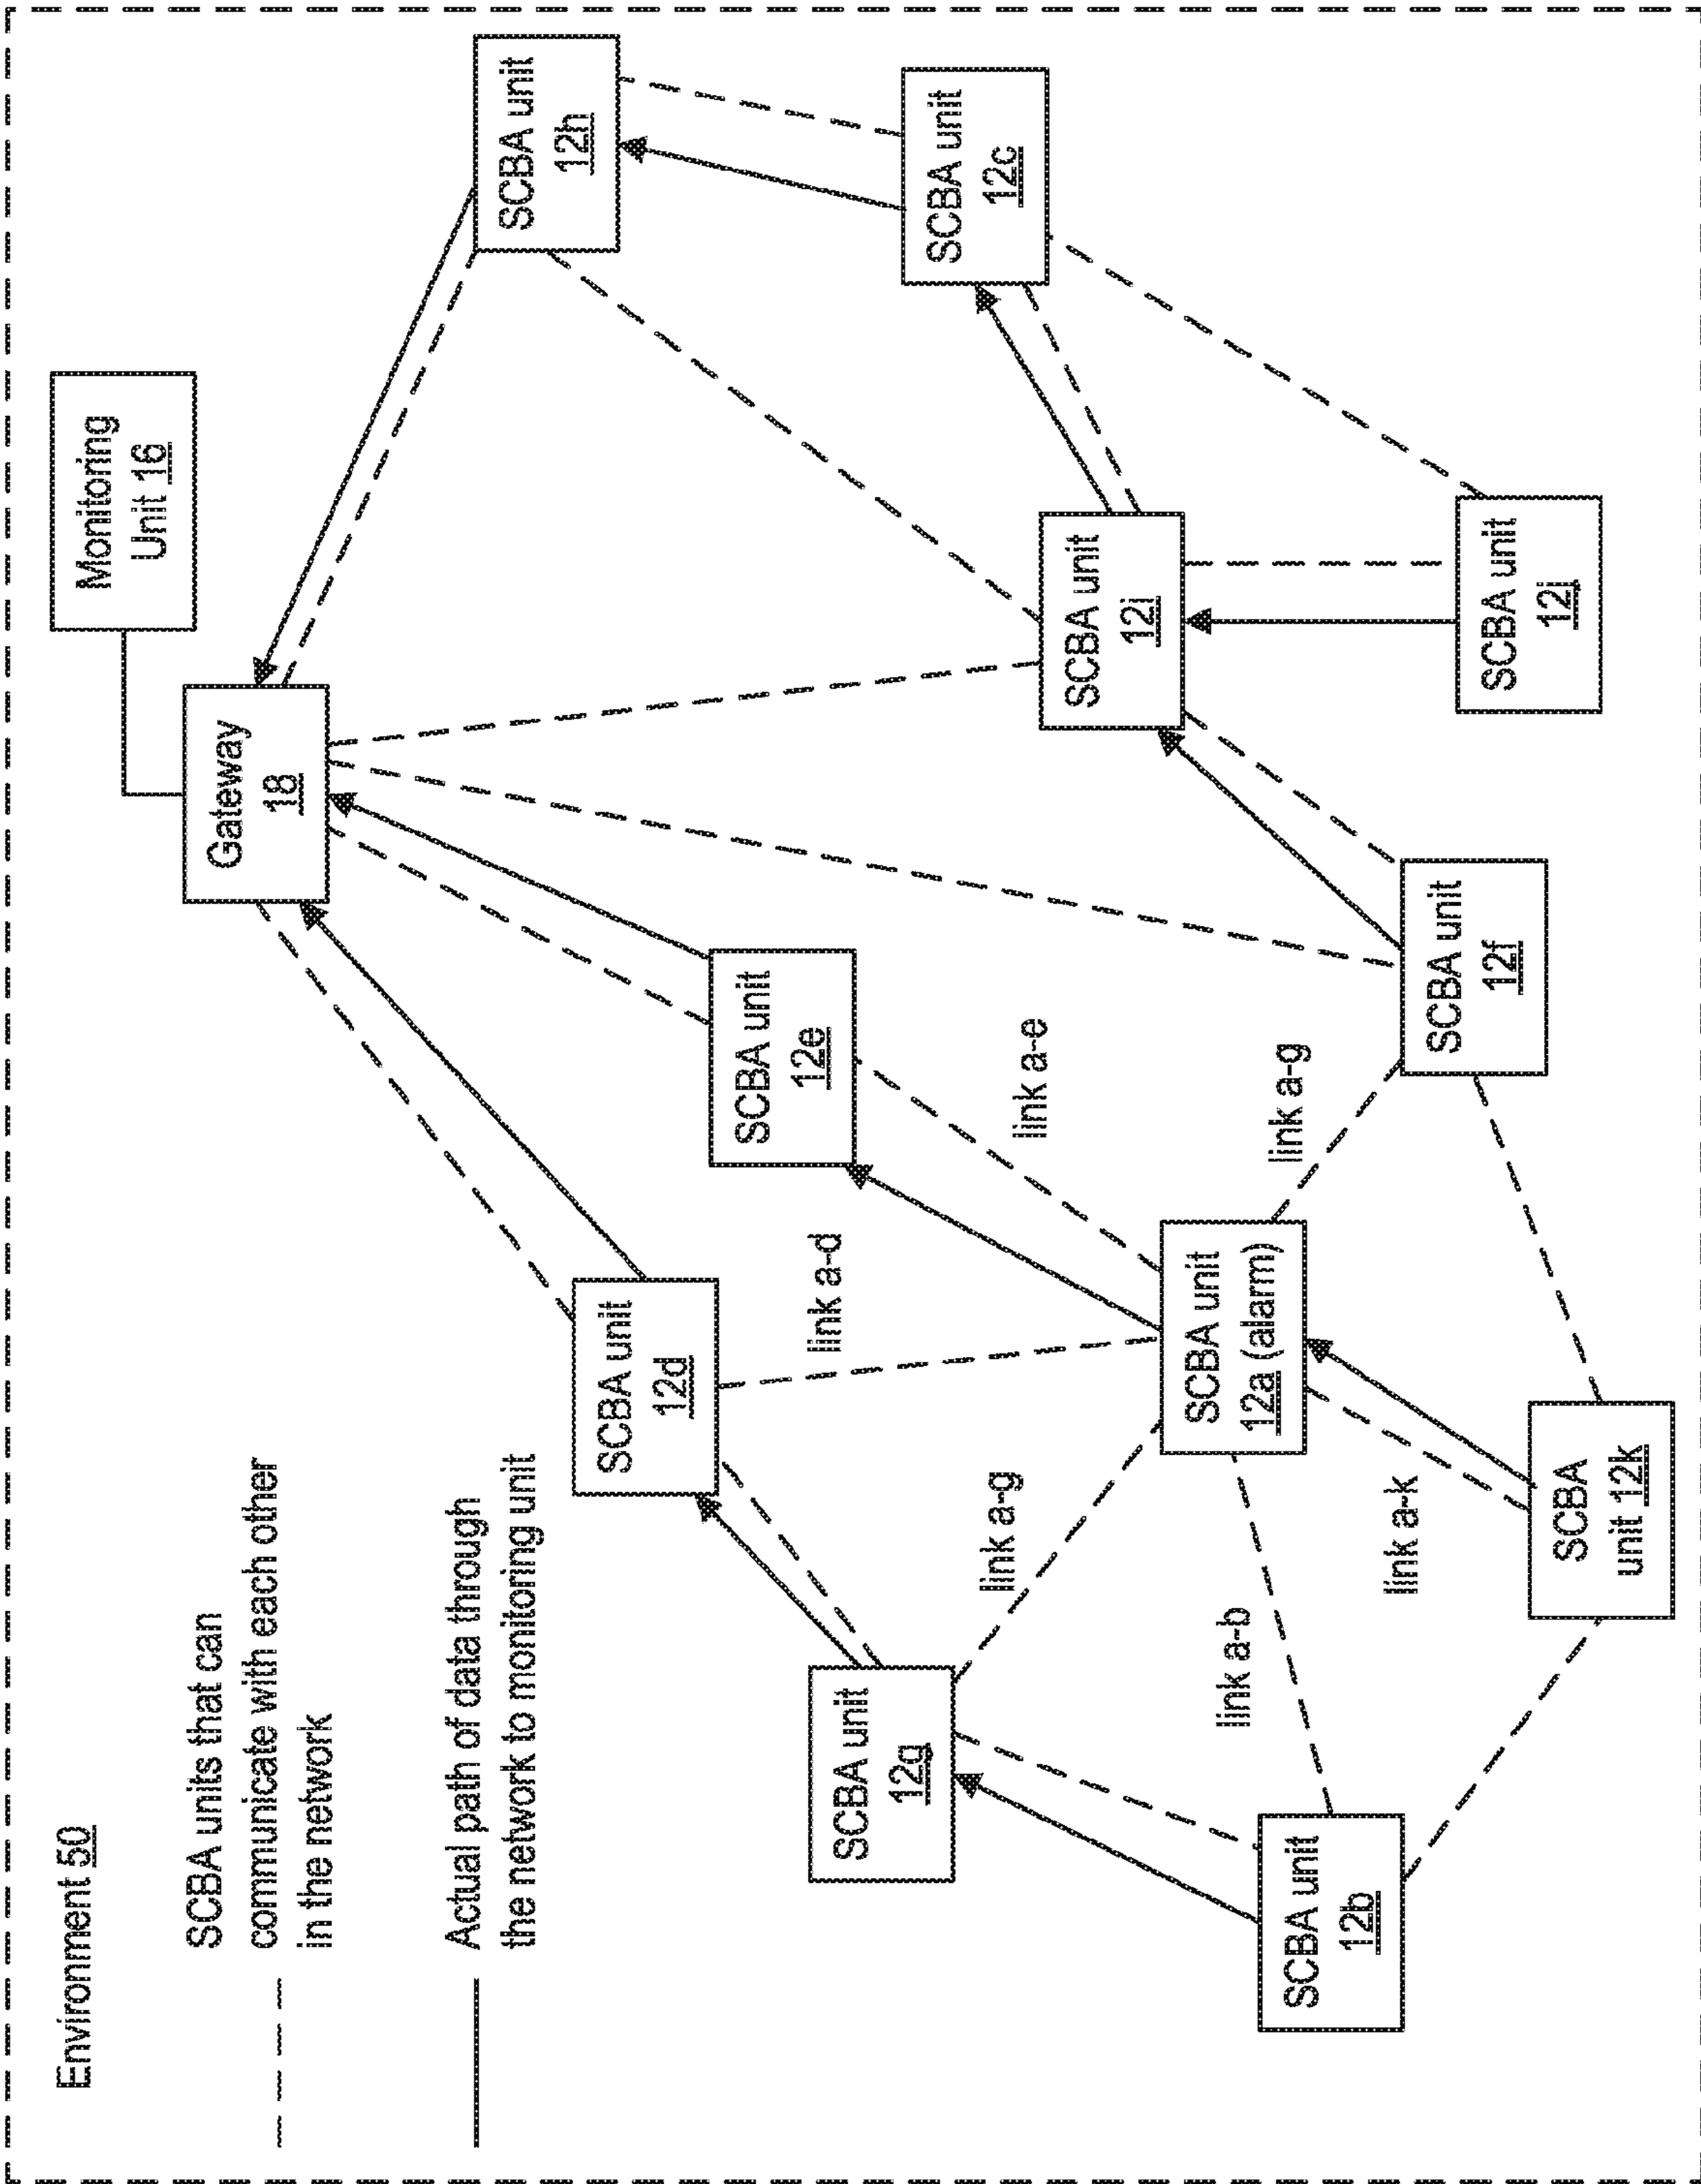 Environment 50
SCBA units that can
communicate with each other
in the network
Actual path of data through
the network to monitoring unit
Monitoring
Unit 16
Gateway
18
SCBA unit
12h
SCBA unit
12d
link a-d
SCBA unit
12e
SCBA unit
12g
SCBA unit
12c
link a-g
link a-e
SCBA unit
12i
SCBA unit
12a (alarm)
link a-b
link a-g
SCBA unit
12b
link a-k
SCBA unit
12f
SCBA unit
12j
SCBA
unit 12k